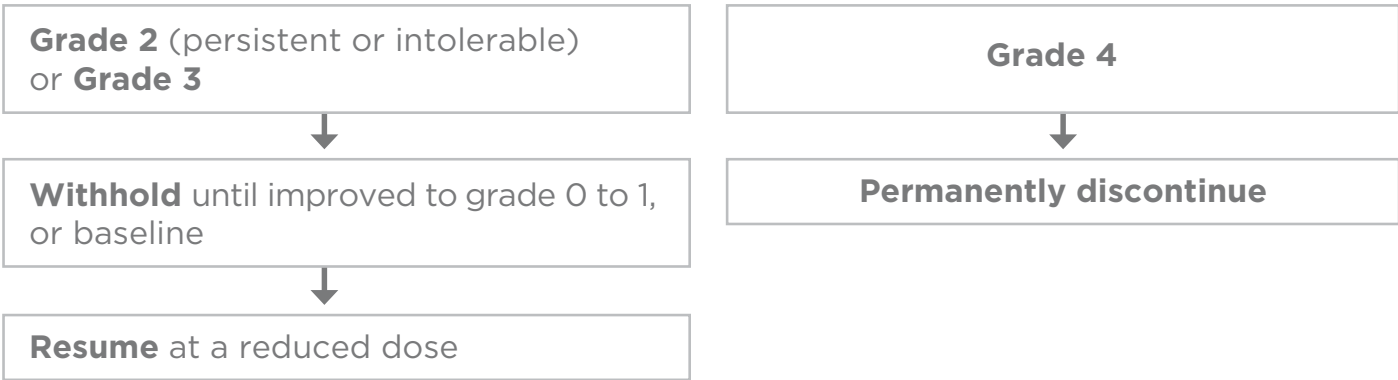 Grade 2 (persistent or intolerable)
or Grade 3
Withhold until improved to grade 0 to 1,
or baseline
Resume at a reduced dose
Grade 4
Permanently discontinue